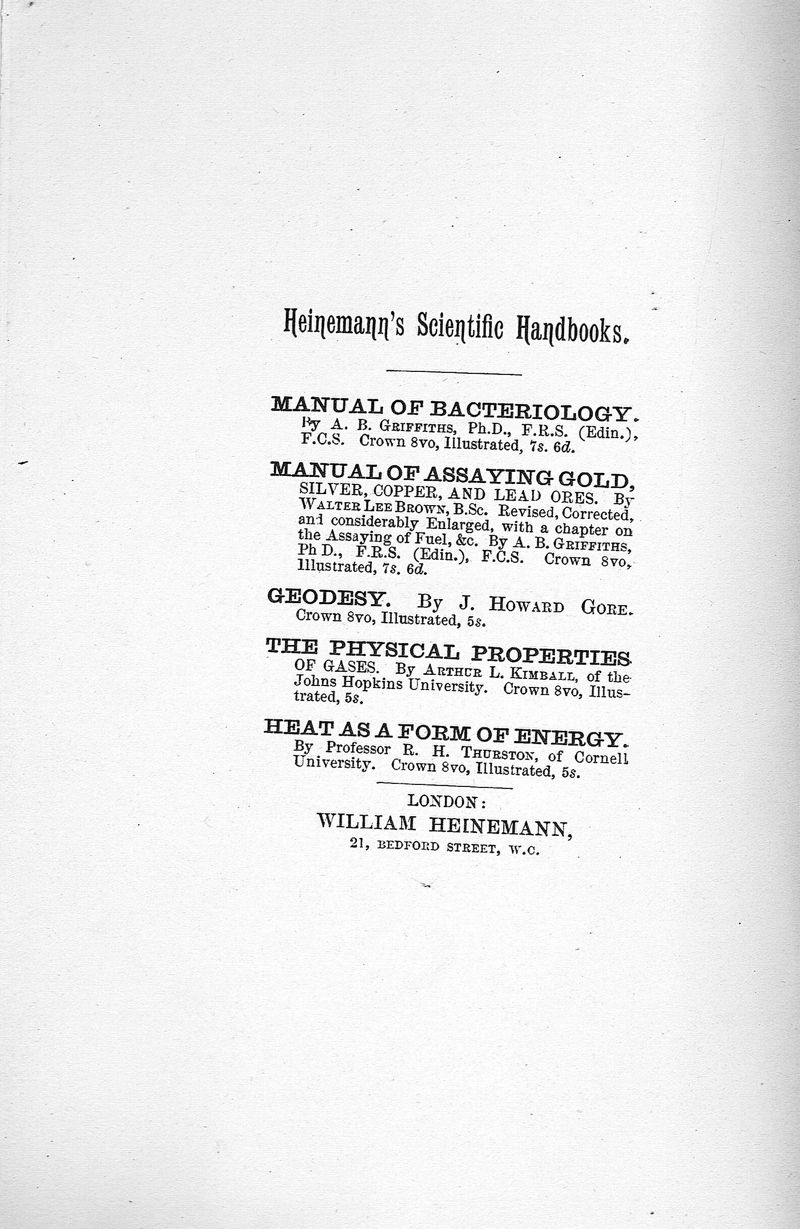 Heinemann's Scientific Handbooks.
MANUAL OF BACTERIOLOGY.
By A. B. GRIFFITHS, Ph.D., F.R.S. (Edin.),
F.C.S. Crown 8vo, Illustrated, 7s. 6d.
MANUAL OF ASSAYING GOLD,
SILVER, COPPER, AND LEAD ORES. By
WALTER LEE BROWN, B.Sc. Revised, Corrected,
and considerably Enlarged, with a chapter on
the Assaying of Fuel, &c. By A. B. GRIFFITHS,
Ph D., F.R.S. (Edin.), F.C.S. Crown 8vo,
Illustrated, 7s. 6d.
GEODESY. By J. HOWARD GORE.
Crown 8vo, Illustrated, 5s.
THE PHYSICAL PROPERTIES
OF GASES. By ARTHUR L. KIMBALL, of the
Johns Hopkins University. Crown 8vo, Illus-
trated, 5s.
HEAT AS A FORM OF ENERGY.
By Professor R. H. THURSTON, of Cornell
University. Crown 8vo, Illustrated, 5s.
LONDON:
WILLIAM HEINEMANN,
21, BEDFORD STREET, W.C.